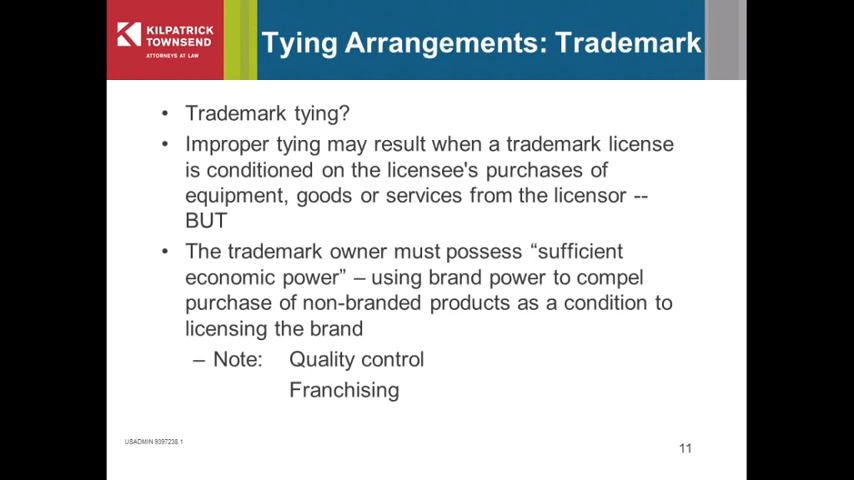 KILPATRICK
TOWNSEND
ATTORNEYS AT LAW
Tying Arrangements: Trademark
• Trademark tying?
• Improper tying may result when a trademark license
is conditioned on the licensee's purchases of
equipment, goods or services from the licensor --
BUT
• The trademark owner must possess “sufficient
economic power” – using brand power to compel
purchase of non-branded products as a condition to
licensing the brand
– Note: Quality control
Franchising
USADMIN 9397238.1
11